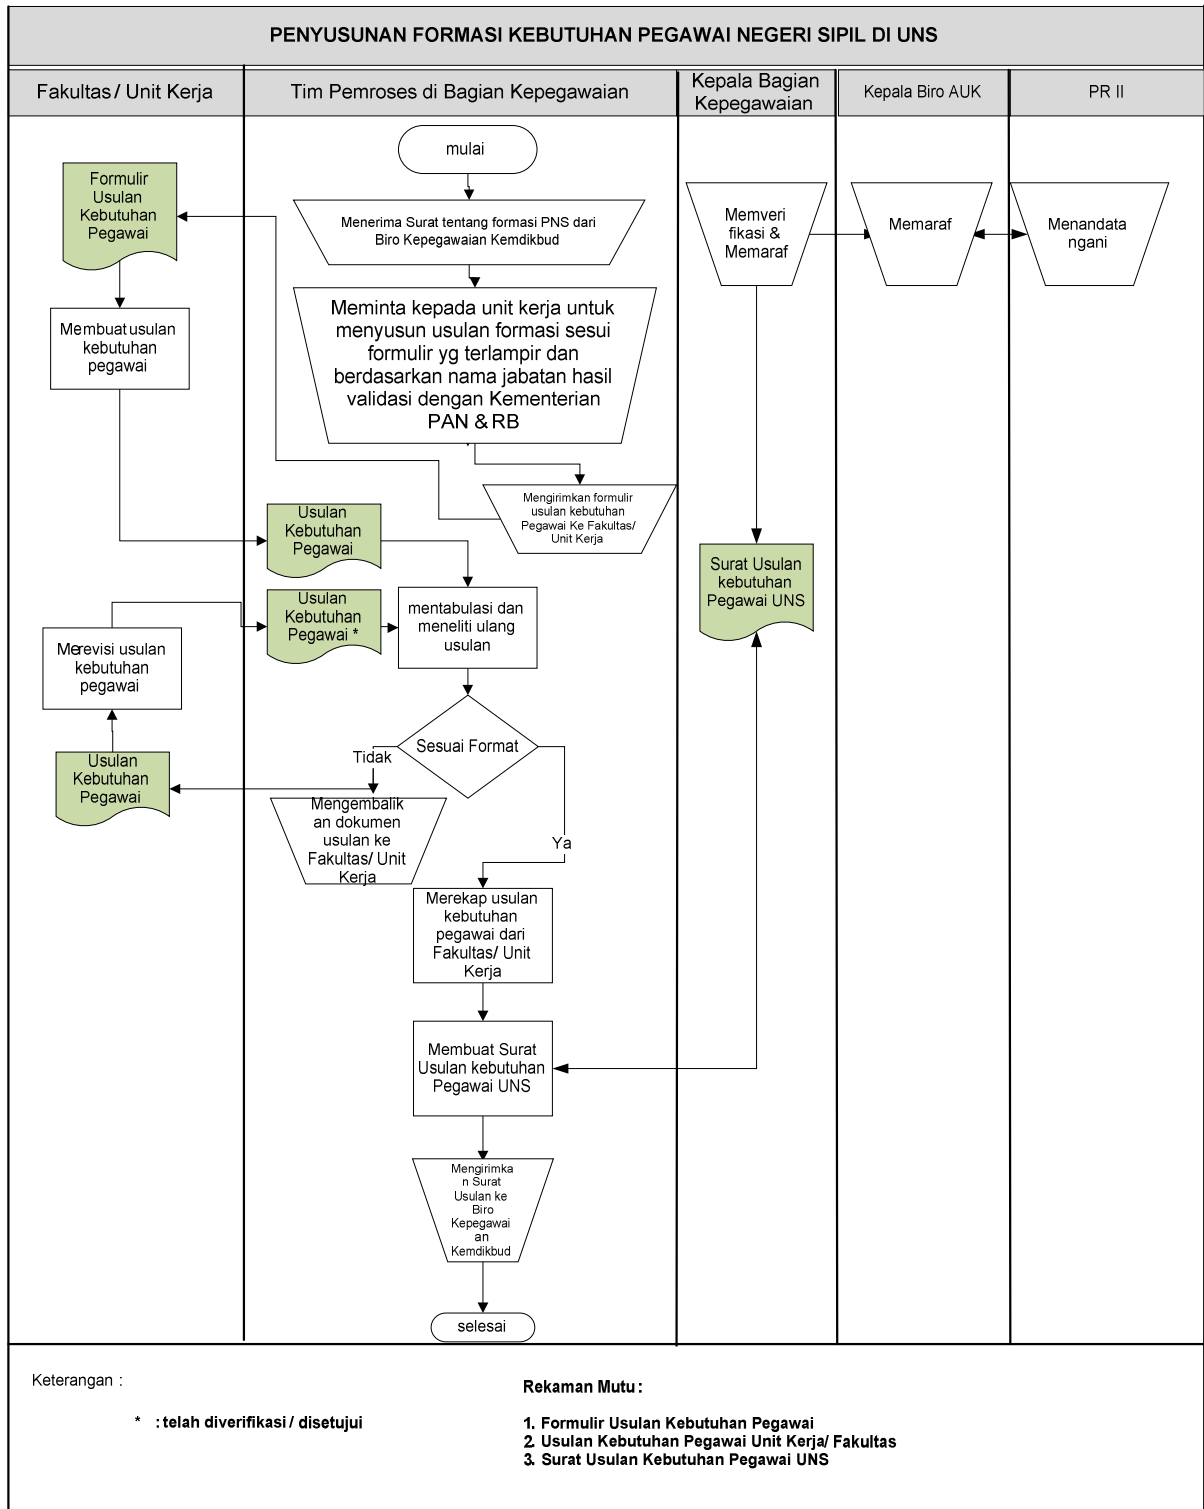 PENYUSUNAN FORMASI KEBUTUHAN PEGAWAI NEGERI SIPIL DI UNS
Fakultas / Unit Kerja
Tim Pemroses di Bagian Kepegawaian
Kepala Bagian
Kepegawaian
Kepala Biro AUK
PR II
mulai
Formulir
Usulan
Kebutuhan
Pegawai
Menerima Surat tentang formasi PNS dari
Biro Kepegawaian Kemdikbud
Memveri
fikasi &
Memaraf
Memaraf
Menandata
ngani
Meminta kepada unit kerja untuk
menyusun usulan formasi sesui
formulir yg terlampir dan
berdasarkan nama jabatan hasil
validasi dengan Kementerian
PAN & RB
Membuat usulan
kebutuhan
pegawai
Mengirimkan formulir
usulan kebutuhan
Pegawai Ke Fakultas/
Unit Kerja
Usulan
Kebutuhan
Pegawai
Surat Usulan
kebutuhan
Pegawai UNS
Usulan
Kebutuhan
Pegawai *
mentabulasi dan
meneliti ulang
usulan
Merevisi usulan
kebutuhan
pegawai
Sesuai Format
Tidak
Usulan
Kebutuhan
Pegawai
Mengembalik
an dokumen
usulan ke
Fakultas/ Unit
Kerja
Ya
Merekap usulan
kebutuhan
pegawai dari
Fakultas/ Unit
Kerja
Membuat Surat
Usulan kebutuhan
Pegawai UNS
Mengirimka
n Surat
Usulan ke
Biro
Kepegawai
an
Kemdikbud
selesai
Keterangan :
* : telah diverifikasi / disetujui
Rekaman Mutu :
1. Formulir Usulan Kebutuhan Pegawai
2. Usulan Kebutuhan Pegawai Unit Kerja/ Fakultas
3. Surat Usulan Kebutuhan Pegawai UNS